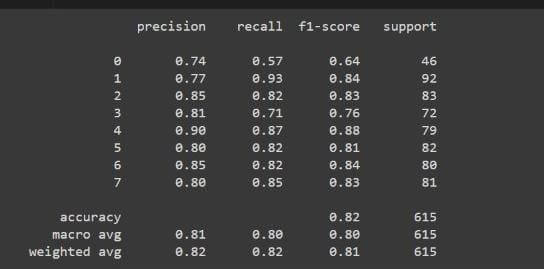 precision recall f1-score support
0 0.74 0.57 0.64 46
1 0.77 0.93 0.84 92
2 0.85 0.82 0.83 83
3 0.81 0.71 0.76 72
4 0.90 0.87 0.88 79
5 0.80 0.82 0.81 82
6 0.85 0.82 0.84 80
7 0.80 0.85 0.83 81
accuracy 0.82 615
macro avg 0.81 0.80 0.80 615
weighted avg 0.82 0.82 0.81 615